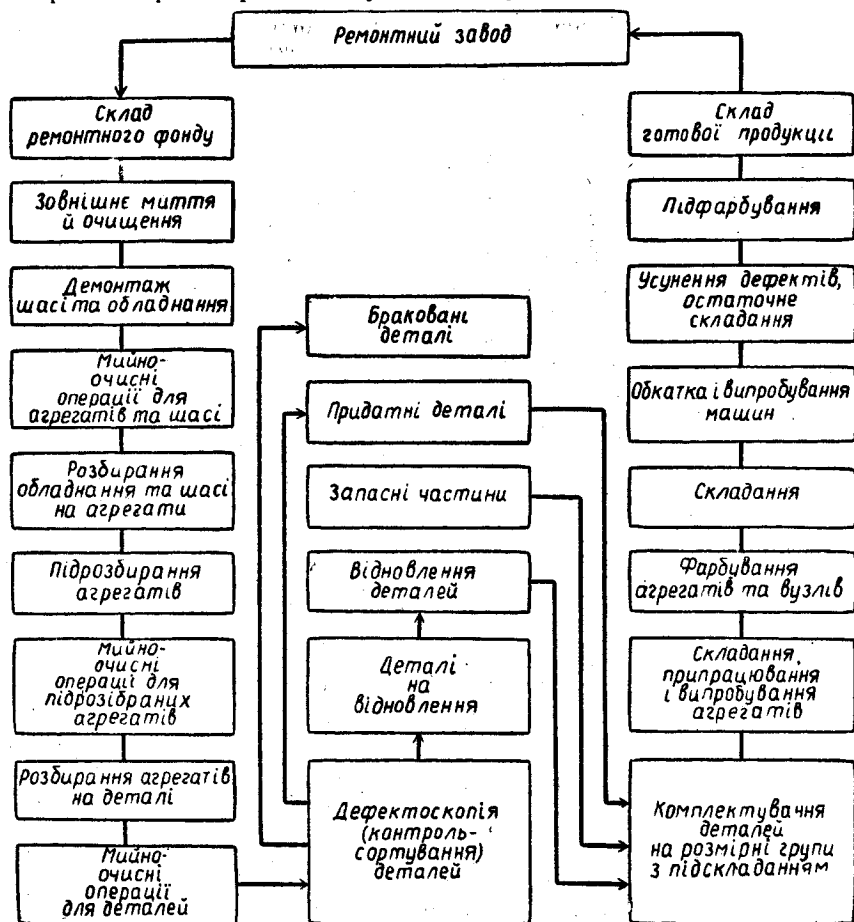 Ремонтний завод
Склад
ремонтного фонду
Зовнішнє миття
й очищення
Демонтаж
шасі та обладнання
Мийно-
очисні
операції для
агрегатів та шасі
Розбирання
обладнання та шасі
на агрегати
Підрозбирання
агрегатів
Мийно-
очисні
операції для
підрозібраних
агрегатів
Розбирання агрегатів
на деталі
Мийно-
очисні
операції
для деталей
Браковані
деталі
Придатні деталі
Запасні частини
Відновлення
деталей
Деталі
на
відновлення
Дефектоскопія
(контроль-
сортування)
деталей
Склад
готової продукции
Підфарбування
Усунення дефектів,
остаточне
складання
Обкатка і випробування
машин
Складання
Фарбування
агрегатів та вузлів
Складання,
припрацювання
і випробування
агрегатів
Комплектувачня
деталей
на розмірні групи
з підскладанням